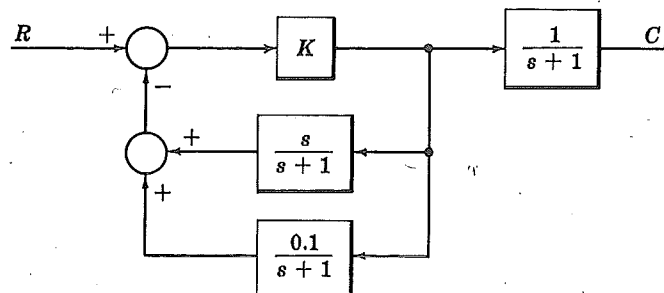 R + K 1 C
s + 1
−
+ s
s + 1
+
0.1
s + 1